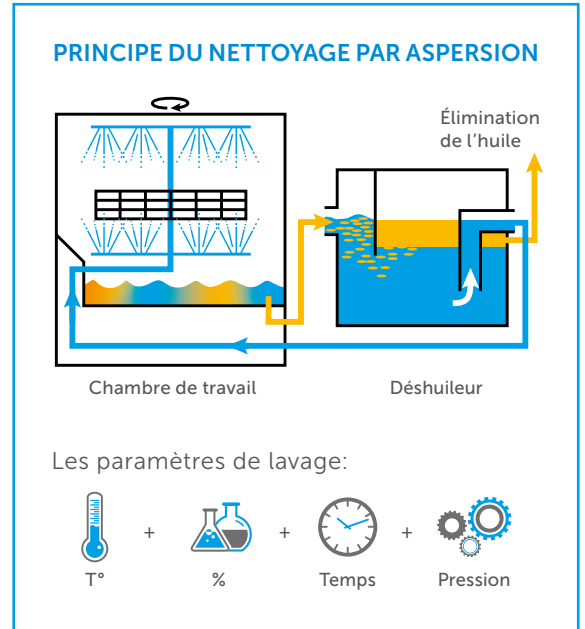 PRINCIPE DU NETTOYAGE PAR ASPERSION
Élimination
de l'huile
Chambre de travail
Déshuileur
Les paramètres de lavage:
+ + +
T° % Temps Pression